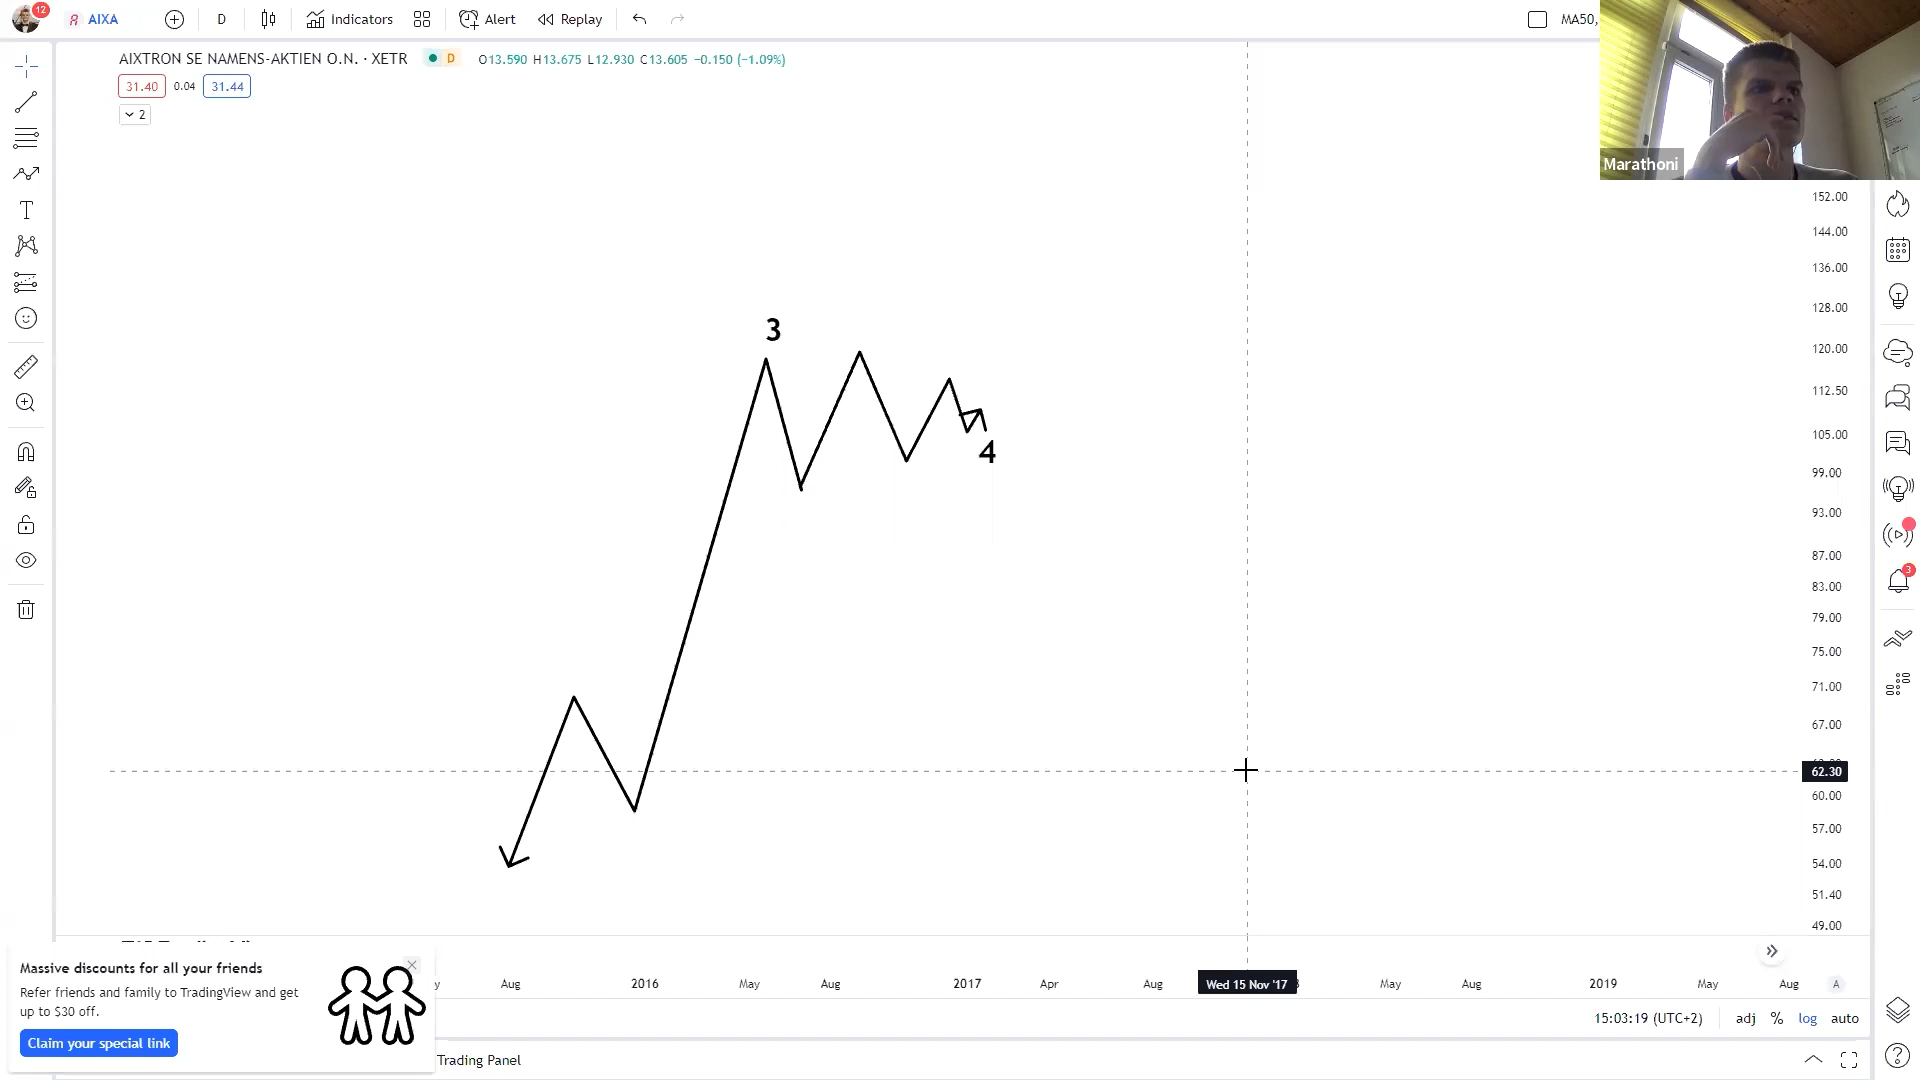 12
AIXA
D
Indicators
Alert
Replay
MA50,
Marathoni
AIXTRON SE NAMENS-AKTIEN O.N. · XETR
D
O13.590 H13.675 L12.930 C13.605 −0.150 (−1.09%)
31.40
0.04
31.44
2
152.00
144.00
136.00
128.00
120.00
112.50
105.00
99.00
93.00
87.00
83.00
79.00
75.00
71.00
67.00
62.30
60.00
57.00
54.00
51.40
49.00
3
4
3
Massive discounts for all your friends
Refer friends and family to TradingView and get
up to $30 off.
Claim your special link
Aug
2016
May
Aug
2017
Apr
Aug
Wed 15 Nov '17
May
Aug
2019
May
Aug
A
15:03:19 (UTC+2)
adj
%
log
auto
Trading Panel